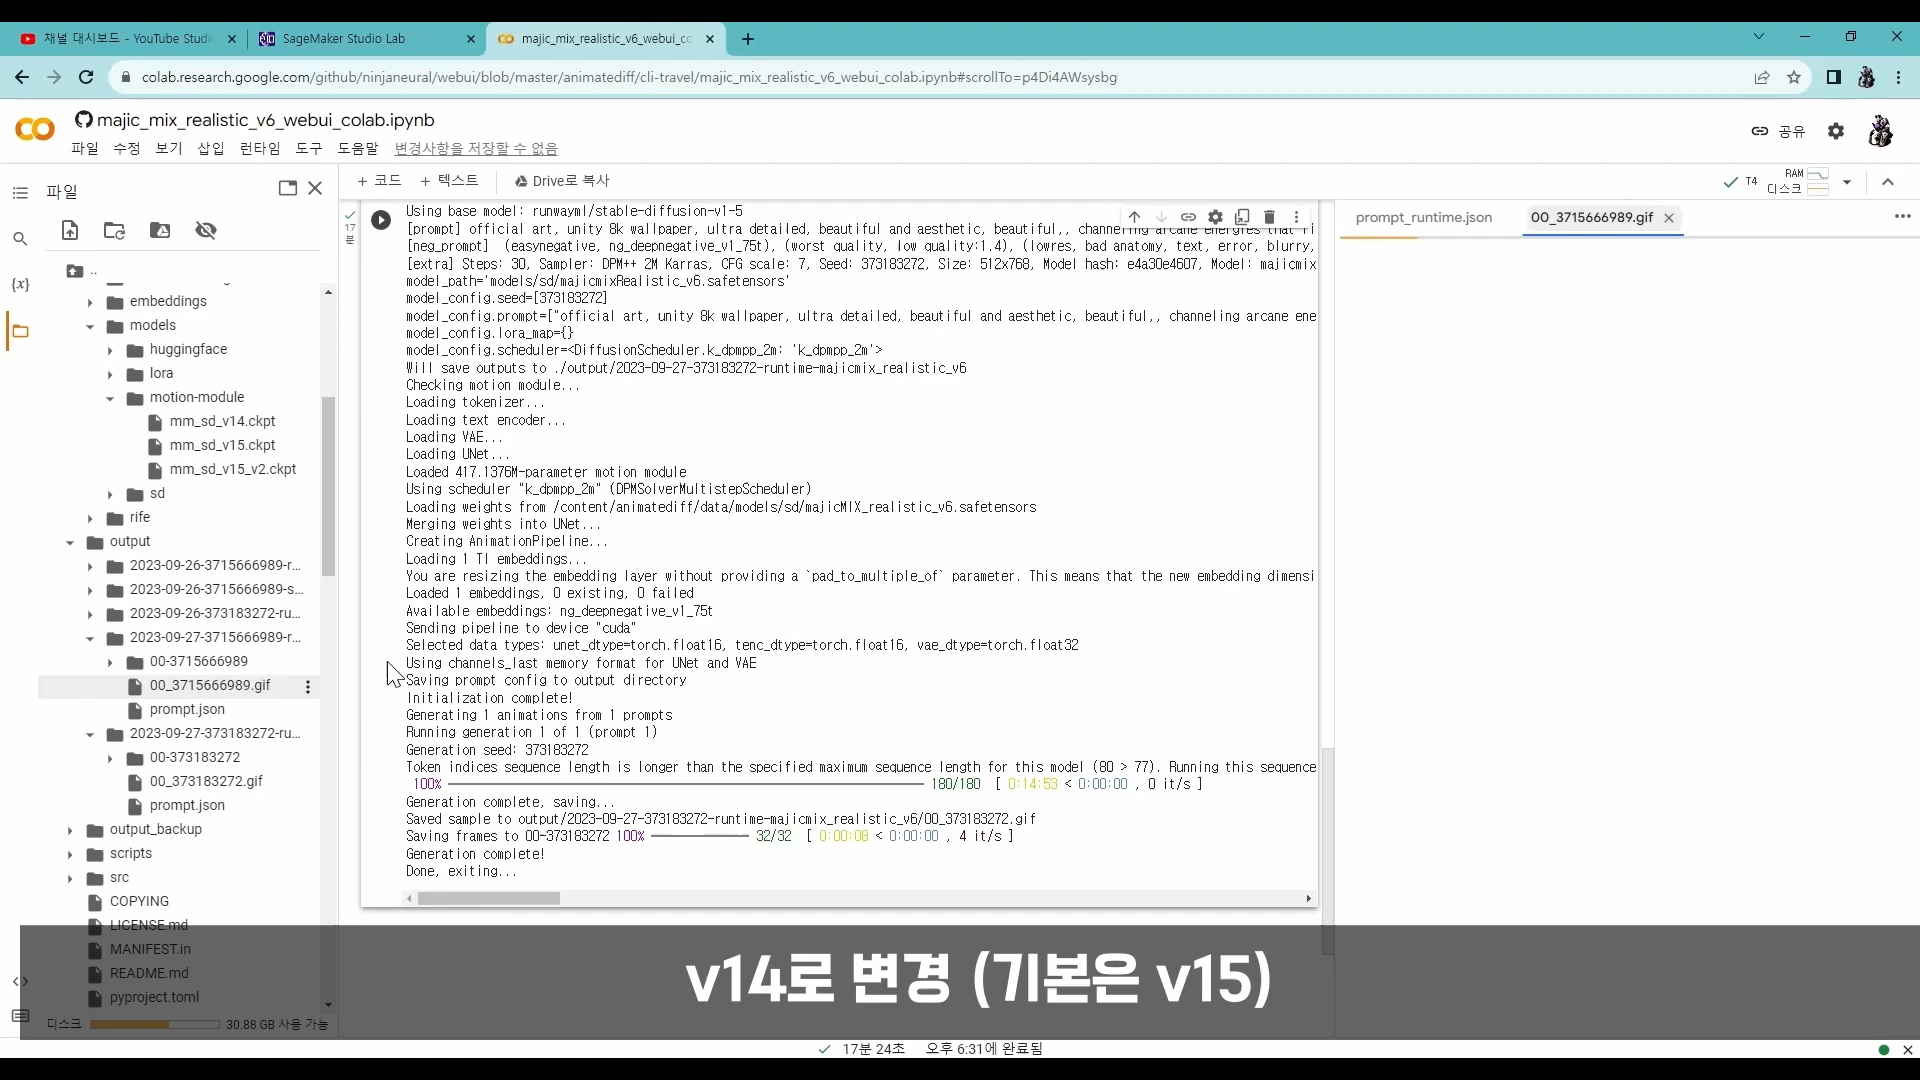 채널 대시보드 - YouTube Studi
SageMaker Studio Lab
majic_mix_realistic_v6_webui_co
colab.research.google.com/github/ninjaneural/webui/blob/master/animatediff/cli-travel/majic_mix_realistic_v6_webui_colab.ipynb#scrollTo=p4Di4AWsysbg
majic_mix_realistic_v6_webui_colab.ipynb
공유
파일 수정 보기 삽입 런타임 도구 도움말 변경사항을 저장할 수 없음
파일
+ 코드 + 텍스트 Drive로 복사
T4 RAM 디스크
..
embeddings
models
huggingface
lora
motion-module
mm_sd_v14.ckpt
mm_sd_v15.ckpt
mm_sd_v15_v2.ckpt
sd
rife
output
2023-09-26-3715666989-r...
2023-09-26-3715666989-s...
2023-09-26-373183272-ru...
2023-09-27-3715666989-r...
00-3715666989
00_3715666989.gif
prompt.json
2023-09-27-373183272-ru...
00-373183272
00_373183272.gif
prompt.json
output_backup
scripts
src
COPYING
LICENSE.md
MANIFEST.in
README.md
pyproject.toml
디스크 30.88 GB 사용 가능
17분
Using base model: runwayml/stable-diffusion-v1-5
[prompt] official art, unity 8k wallpaper, ultra detailed, beautiful and aesthetic, beautiful,, channeling arcane energies that fl
[neg_prompt] (easynegative, ng_deepnegative_v1_75t), (worst quality, low quality:1.4), (lowres, bad anatomy, text, error, blurry,
[extra] Steps: 30, Sampler: DPM++ 2M Karras, CFG scale: 7, Seed: 373183272, Size: 512x768, Model hash: e4a30e4607, Model: majicmix
model_path='models/sd/majicmixRealistic_v6.safetensors'
model_config.seed=[373183272]
model_config.prompt=["official art, unity 8k wallpaper, ultra detailed, beautiful and aesthetic, beautiful,, channeling arcane ene
model_config.lora_map={}
model_config.scheduler=<DiffusionScheduler.k_dpmpp_2m: 'k_dpmpp_2m'>
Will save outputs to ./output/2023-09-27-373183272-runtime-majicmix_realistic_v6
Checking motion module...
Loading tokenizer...
Loading text encoder...
Loading VAE...
Loading UNet...
Loaded 417.1376M-parameter motion module
Using scheduler "k_dpmpp_2m" (DPMSolverMultistepScheduler)
Loading weights from /content/animatediff/data/models/sd/majicMIX_realistic_v6.safetensors
Merging weights into UNet...
Creating AnimationPipeline...
Loading 1 TI embeddings...
You are resizing the embedding layer without providing a `pad_to_multiple_of` parameter. This means that the new embedding dimensi
Loaded 1 embeddings, 0 existing, 0 failed
Available embeddings: ng_deepnegative_v1_75t
Sending pipeline to device "cuda"
Selected data types: unet_dtype=torch.float16, tenc_dtype=torch.float16, vae_dtype=torch.float32
Using channels_last memory format for UNet and VAE
Saving prompt config to output directory
Initialization complete!
Generating 1 animations from 1 prompts
Running generation 1 of 1 (prompt 1)
Generation seed: 373183272
Token indices sequence length is longer than the specified maximum sequence length for this model (80 > 77). Running this sequence
100% 180/180 [ 0:14:53 < 0:00:00 , 0 it/s ]
Generation complete, saving...
Saved sample to output/2023-09-27-373183272-runtime-majicmix_realistic_v6/00_373183272.gif
Saving frames to 00-373183272 100% 32/32 [ 0:00:08 < 0:00:00 , 4 it/s ]
Generation complete!
Done, exiting...
prompt_runtime.json
00_3715666989.gif
v14로 변경 (기본은 v15)
17분 24초 오후 6:31에 완료됨